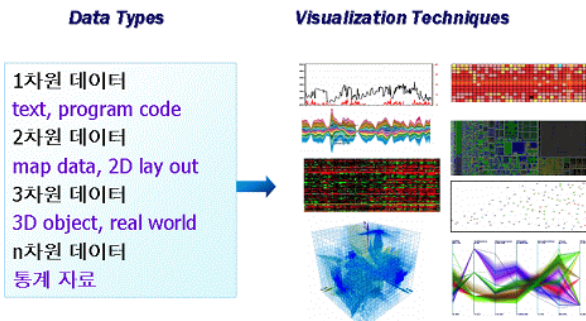 Data Types
Visualization Techniques
1차원 데이터
text, program code
2차원 데이터
map data, 2D lay out
3차원 데이터
3D object, real world
n차원 데이터
통계 자료